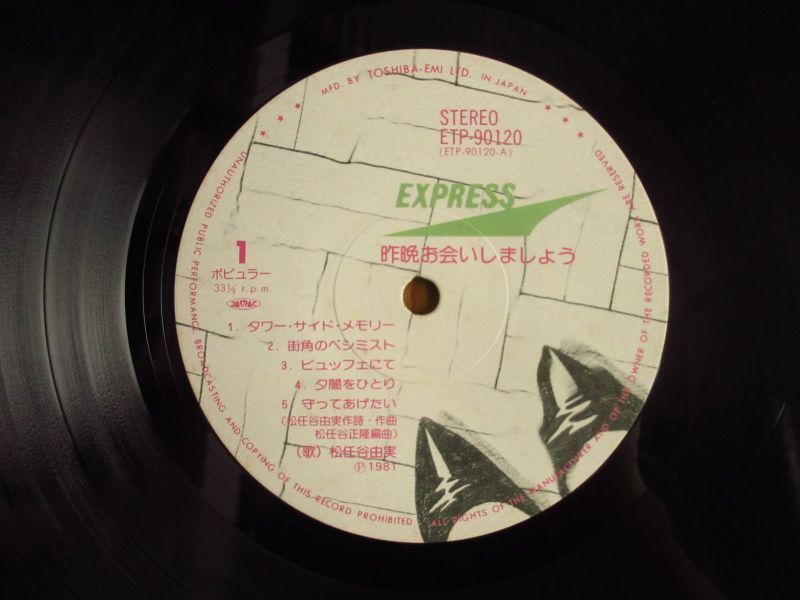 MFD. BY TOSHIBA-EMI LTD. IN JAPAN
STEREO
ETP-90120
(ETP-90120-A)
EXPRESS
昨晩お会いしましょう
1
ポピュラー
33⅓ r.p.m.
JASRAC
1. タワー・サイド・メモリー
2. 街角のペシミスト
3. ビュッフェにて
4. 夕闇をひとり
5. 守ってあげたい
(松任谷由実作詩・作曲
松任谷正隆編曲)
(歌) 松任谷由実
Ⓟ1981
UNAUTHORIZED PUBLIC PERFORMANCE, BROADCASTING AND COPYING OF THIS RECORD PROHIBITED · ALL RIGHTS OF THE MANUFACTURER AND OF THE OWNER OF THE RECORDED WORK ARE RESERVED